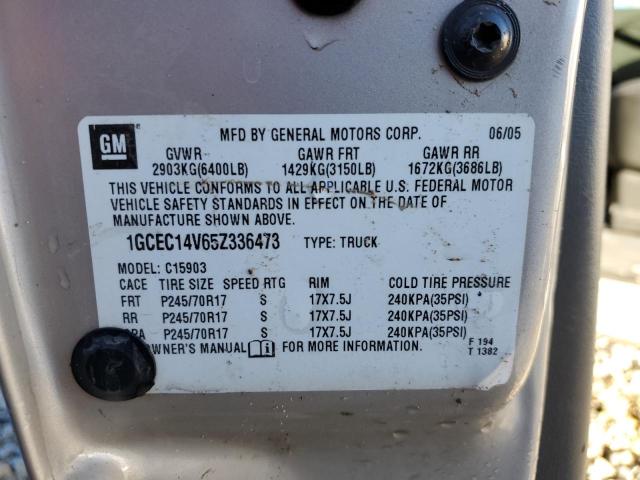 GM
MFD BY GENERAL MOTORS CORP. 06/05
GVWR GAWR FRT GAWR RR
2903KG(6400LB) 1429KG(3150LB) 1672KG(3686LB)
THIS VEHICLE CONFORMS TO ALL APPLICABLE U.S. FEDERAL MOTOR
VEHICLE SAFETY STANDARDS IN EFFECT ON THE DATE OF
MANUFACTURE SHOWN ABOVE.
1GCEC14V65Z336473 TYPE: TRUCK
MODEL: C15903
CACE TIRE SIZE SPEED RTG RIM COLD TIRE PRESSURE
FRT P245/70R17 S 17X7.5J 240KPA(35PSI)
RR P245/70R17 S 17X7.5J 240KPA(35PSI)
P245/70R17 S 17X7.5J 240KPA(35PSI)
OWNER'S MANUAL FOR MORE INFORMATION.
F 194
T 1382